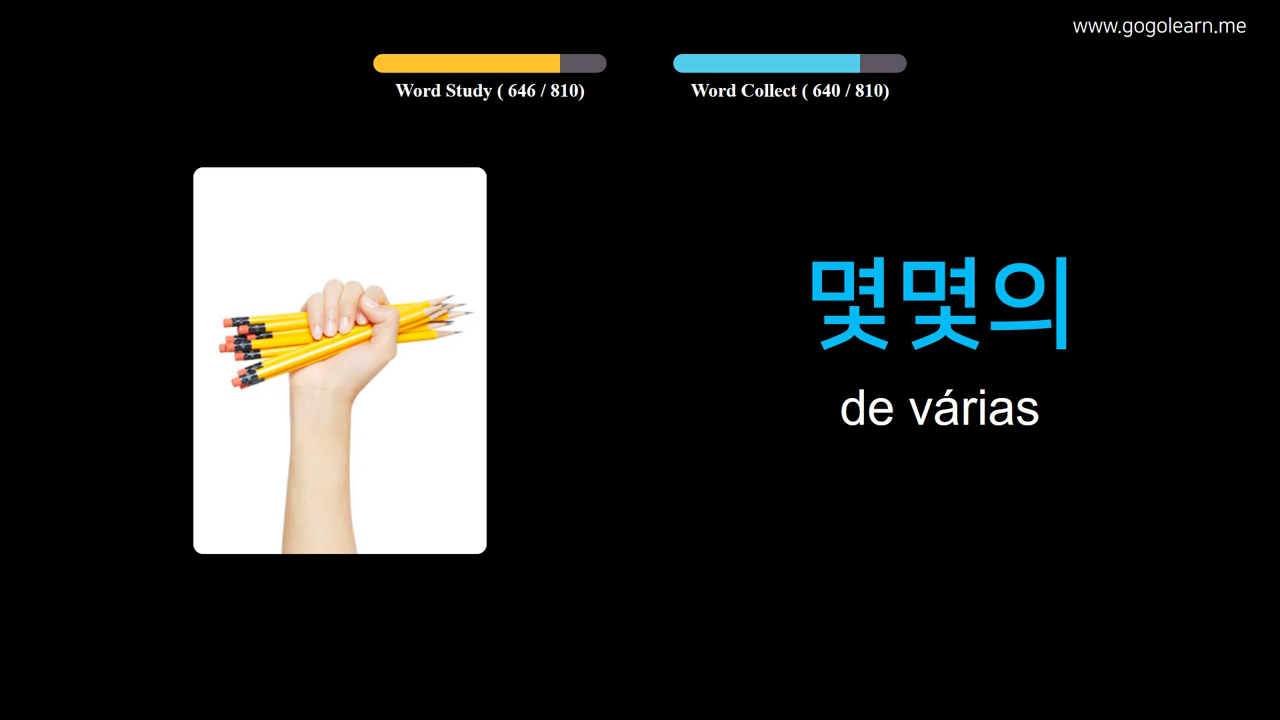 www.gogolearn.me
Word Study ( 646 / 810)
Word Collect ( 640 / 810)
몇몇의
de várias